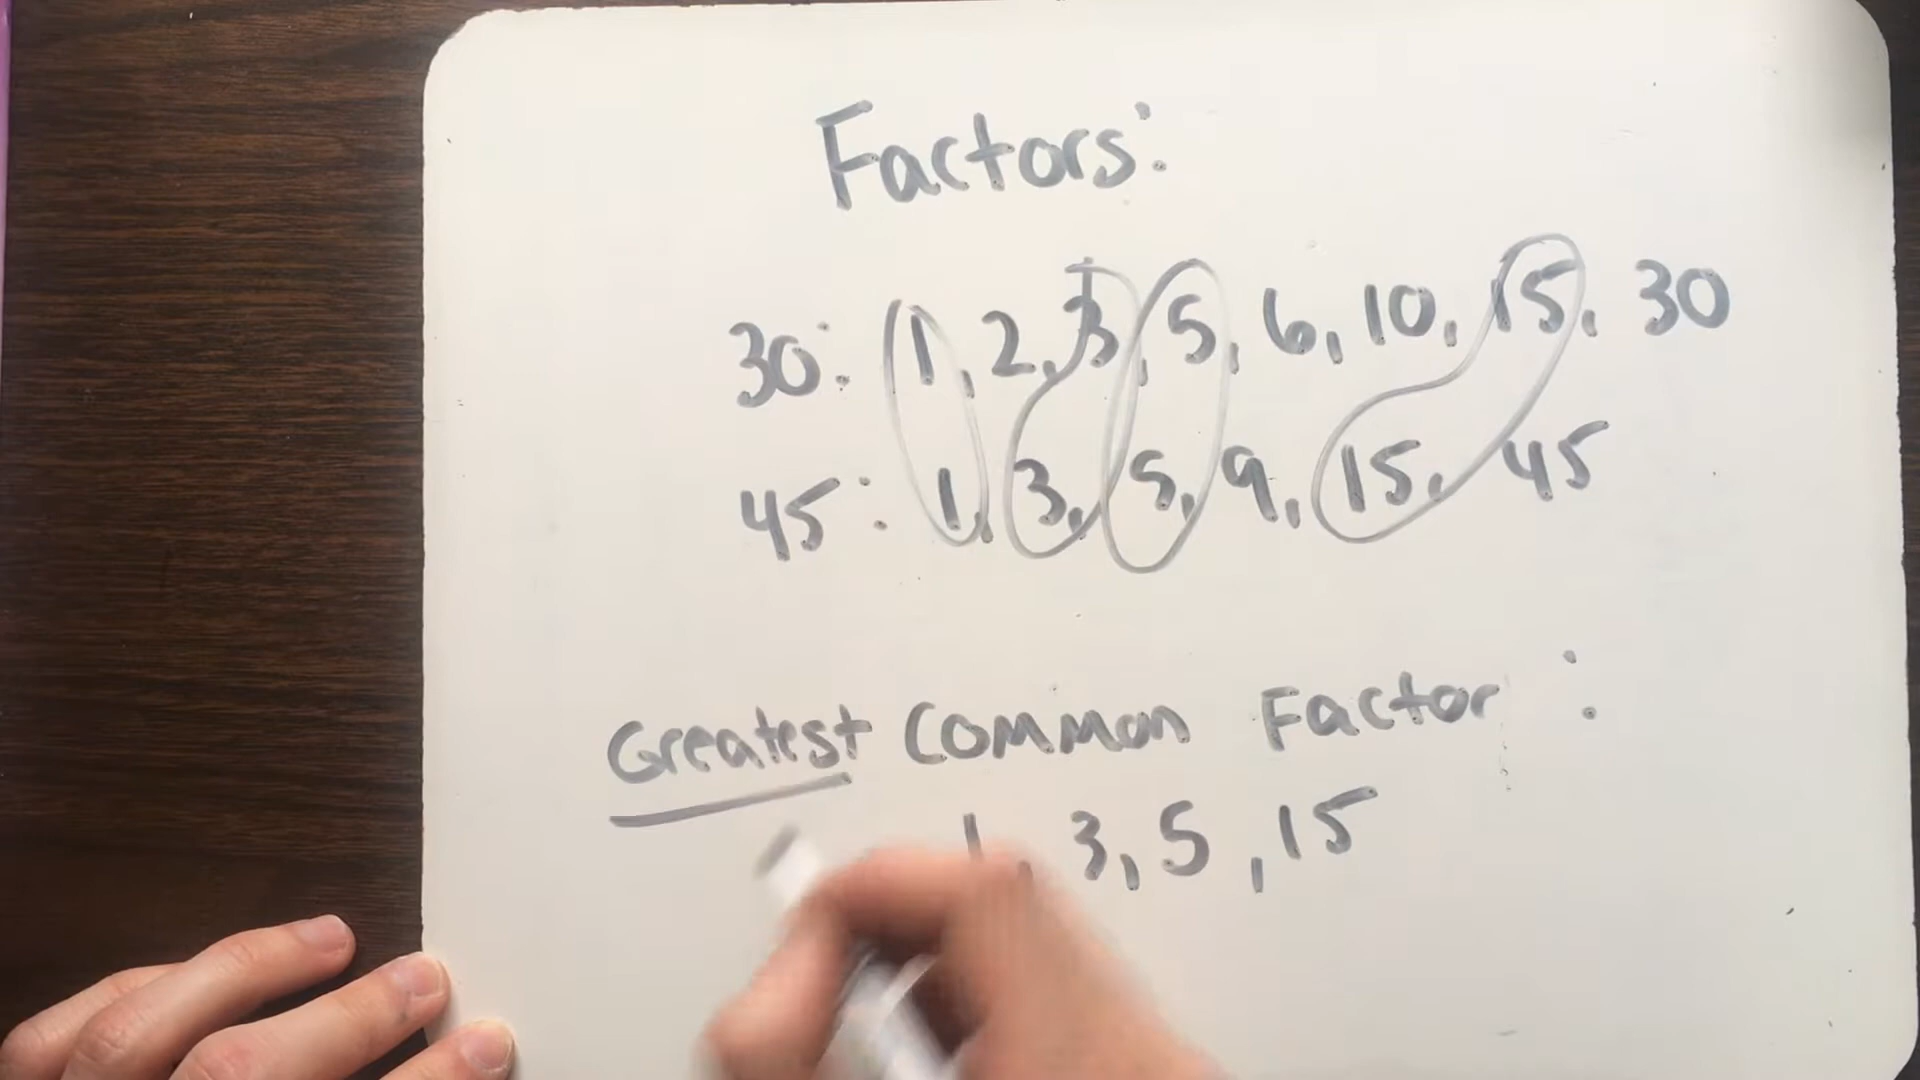 Factors:
30: 1, 2, 3, 5, 6, 10, 15, 30
45: 1, 3, 5, 9, 15, 45
Greatest Common Factor:
1, 3, 5, 15